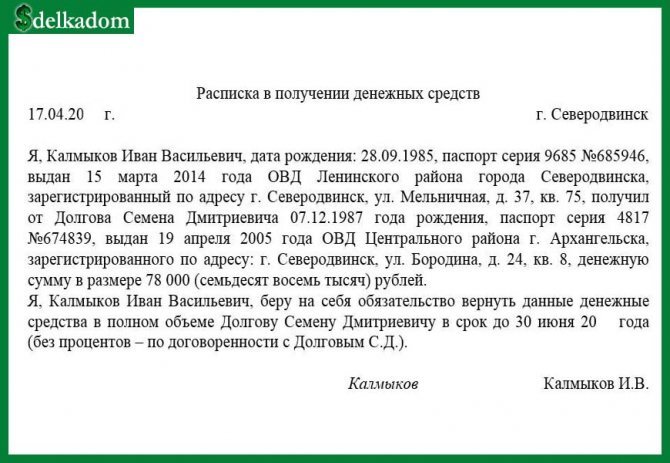 $delkadom
Расписка в получении денежных средств
17.04.20 г. г. Северодвинск
Я, Калмыков Иван Васильевич, дата рождения: 28.09.1985, паспорт серия 9685 №685946,
выдан 15 марта 2014 года ОВД Ленинского района города Северодвинска,
зарегистрированный по адресу г. Северодвинск, ул. Мельничная, д. 37, кв. 75, получил
от Долгова Семена Дмитриевича 07.12.1987 года рождения, паспорт серия 4817
№674839, выдан 19 апреля 2005 года ОВД Центрального района г. Архангельска,
зарегистрированного по адресу: г. Северодвинск, ул. Бородина, д. 24, кв. 8, денежную
сумму в размере 78 000 (семьдесят восемь тысяч) рублей.
Я, Калмыков Иван Васильевич, беру на себя обязательство вернуть данные денежные
средства в полном объеме Долгову Семену Дмитриевичу в срок до 30 июня 20 года
(без процентов – по договоренности с Долговым С.Д.).
Калмыков Калмыков И.В.